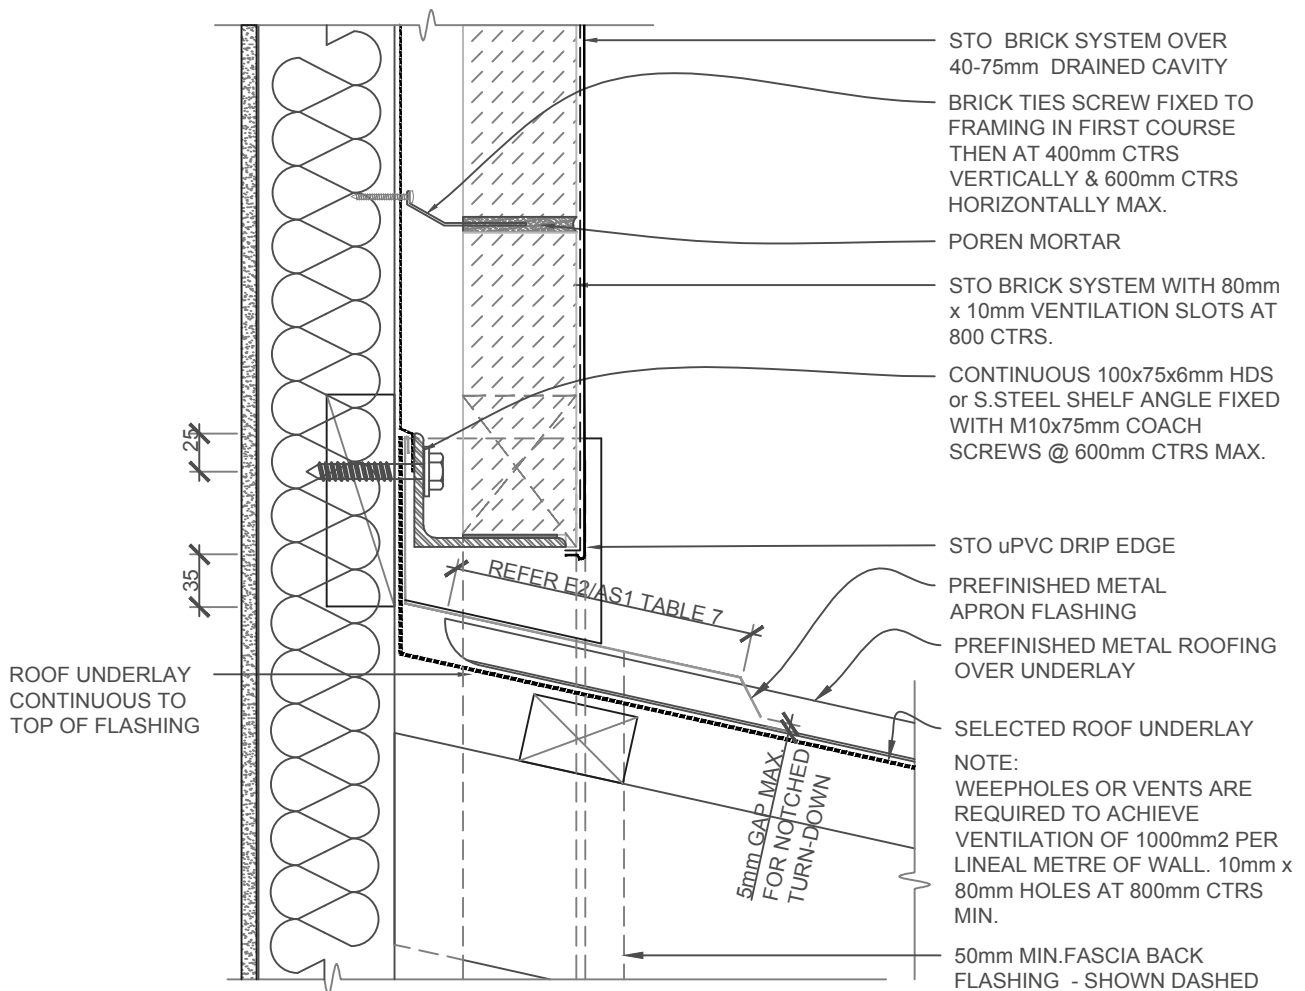 STO BRICK SYSTEM OVER
40-75mm DRAINED CAVITY
BRICK TIES SCREW FIXED TO
FRAMING IN FIRST COURSE
THEN AT 400mm CTRS
VERTICALLY & 600mm CTRS
HORIZONTALLY MAX.
POREN MORTAR
STO BRICK SYSTEM WITH 80mm
x 10mm VENTILATION SLOTS AT
800 CTRS.
CONTINUOUS 100x75x6mm HDS
or S.STEEL SHELF ANGLE FIXED
WITH M10x75mm COACH
SCREWS @ 600mm CTRS MAX.
25
35
STO uPVC DRIP EDGE
REFER E2/AS1 TABLE 7
PREFINISHED METAL
APRON FLASHING
PREFINISHED METAL ROOFING
OVER UNDERLAY
ROOF UNDERLAY
CONTINUOUS TO
TOP OF FLASHING
SELECTED ROOF UNDERLAY
5mm GAP MAX.
FOR NOTCHED
TURN-DOWN
NOTE:
WEEPHOLES OR VENTS ARE
REQUIRED TO ACHIEVE
VENTILATION OF 1000mm2 PER
LINEAL METRE OF WALL. 10mm x
80mm HOLES AT 800mm CTRS
MIN.
50mm MIN.FASCIA BACK
FLASHING - SHOWN DASHED